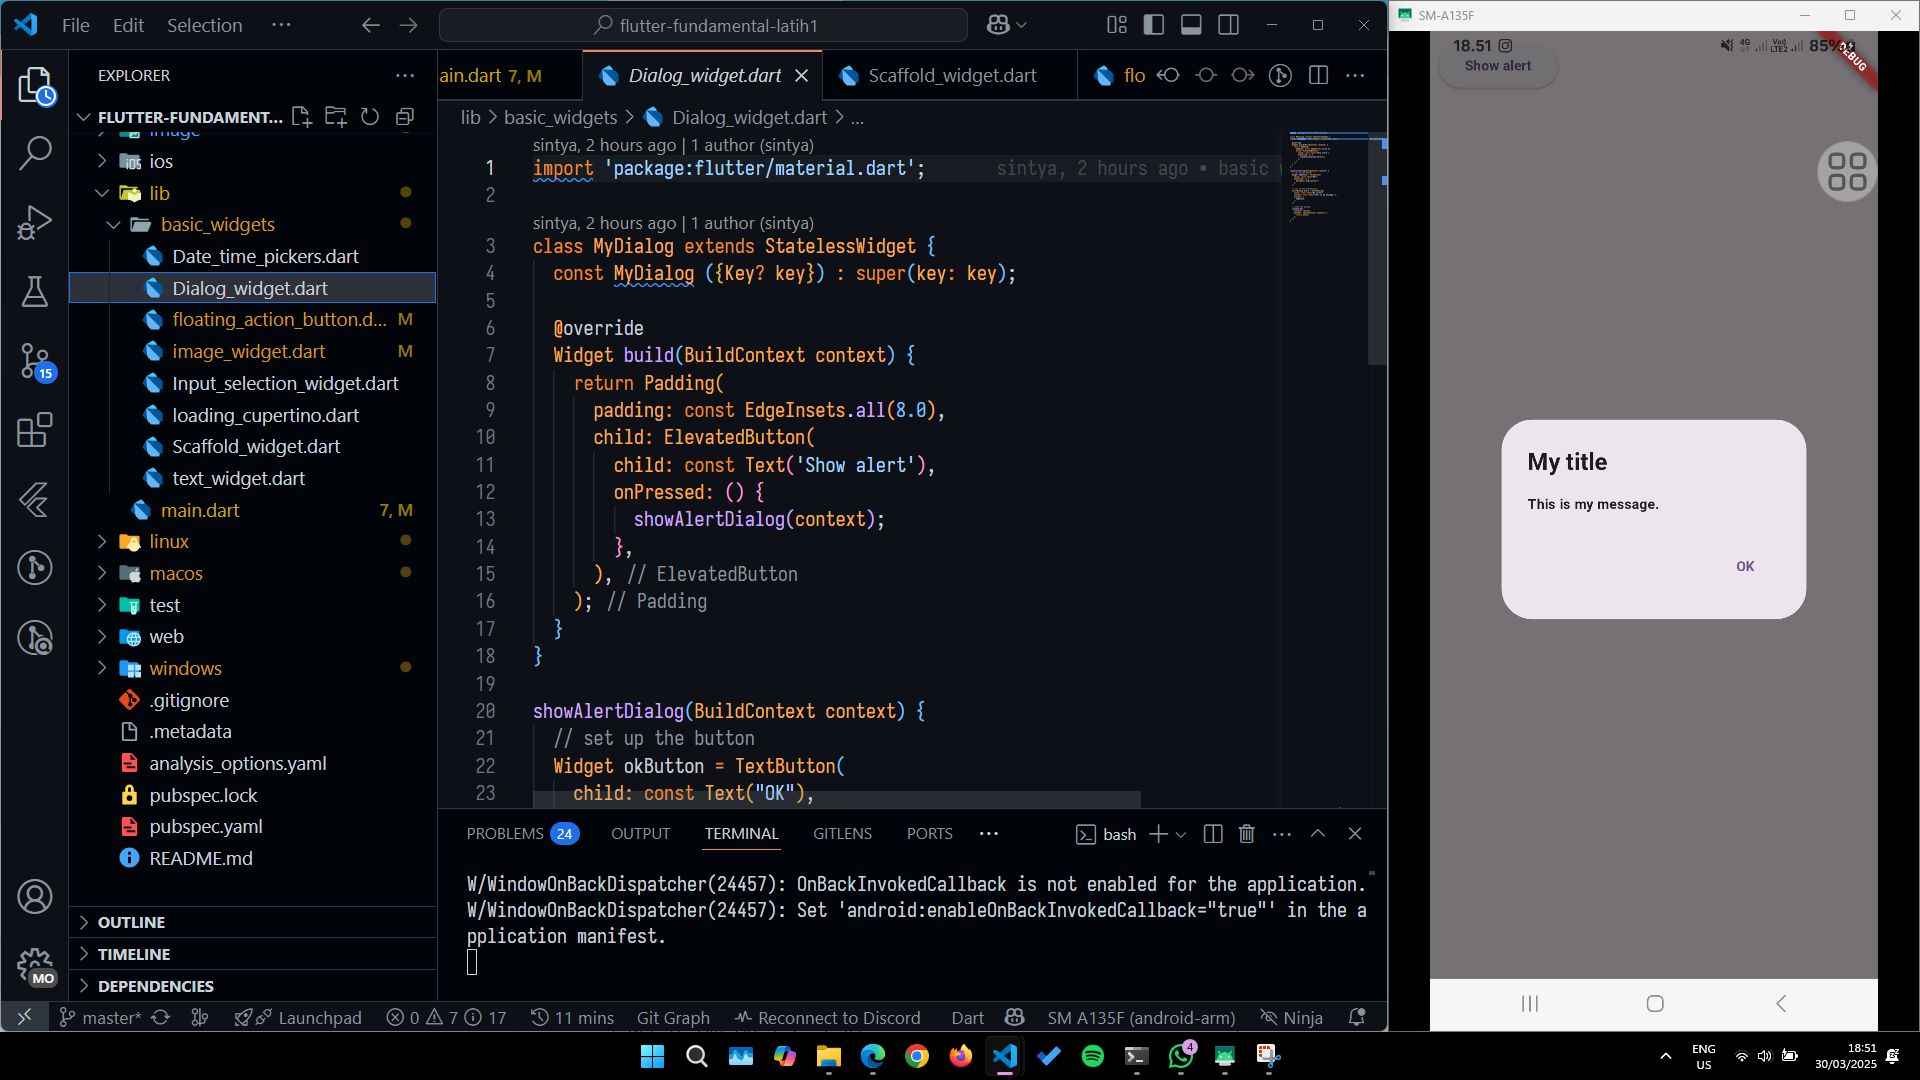 File Edit Selection ···
flutter-fundamental-latih1
EXPLORER
FLUTTER-FUNDAMENT...
image
ios
lib
basic_widgets
Date_time_pickers.dart
Dialog_widget.dart
floating_action_button.d... M
image_widget.dart M
Input_selection_widget.dart
loading_cupertino.dart
Scaffold_widget.dart
text_widget.dart
main.dart 7, M
linux
macos
test
web
windows
.gitignore
.metadata
analysis_options.yaml
pubspec.lock
pubspec.yaml
README.md
OUTLINE
TIMELINE
DEPENDENCIES
15
MO
ain.dart 7, M
Dialog_widget.dart
Scaffold_widget.dart
flo
lib > basic_widgets > Dialog_widget.dart > ...
sintya, 2 hours ago | 1 author (sintya)
1 import 'package:flutter/material.dart'; sintya, 2 hours ago • basic w
2
sintya, 2 hours ago | 1 author (sintya)
3 class MyDialog extends StatelessWidget {
4 const MyDialog ({Key? key}) : super(key: key);
5
6 @override
7 Widget build(BuildContext context) {
8 return Padding(
9 padding: const EdgeInsets.all(8.0),
10 child: ElevatedButton(
11 child: const Text('Show alert'),
12 onPressed: () {
13 showAlertDialog(context);
14 },
15 ), // ElevatedButton
16 ); // Padding
17 }
18 }
19
20 showAlertDialog(BuildContext context) {
21 // set up the button
22 Widget okButton = TextButton(
23 child: const Text("OK"),
PROBLEMS 24 OUTPUT TERMINAL GITLENS PORTS ···
bash
W/WindowOnBackDispatcher(24457): OnBackInvokedCallback is not enabled for the application.
W/WindowOnBackDispatcher(24457): Set 'android:enableOnBackInvokedCallback="true"' in the a
pplication manifest.
master* Launchpad 0 7 17 11 mins Git Graph Reconnect to Discord Dart SM A135F (android-arm) Ninja
SM-A135F
18.51 4G Vo) LTE2 85%
DEBUG
Show alert
My title
This is my message.
OK
4
ENG
US
18:51
30/03/2025